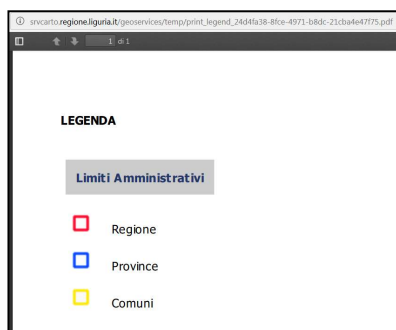 srvcarto.regione.liguria.it/geoservices/temp/print_legend_24d4fa38-8fce-4971-b8dc-21cba4e47f75.pdf
1 di 1
LEGENDA
Limiti Amministrativi
Regione
Province
Comuni